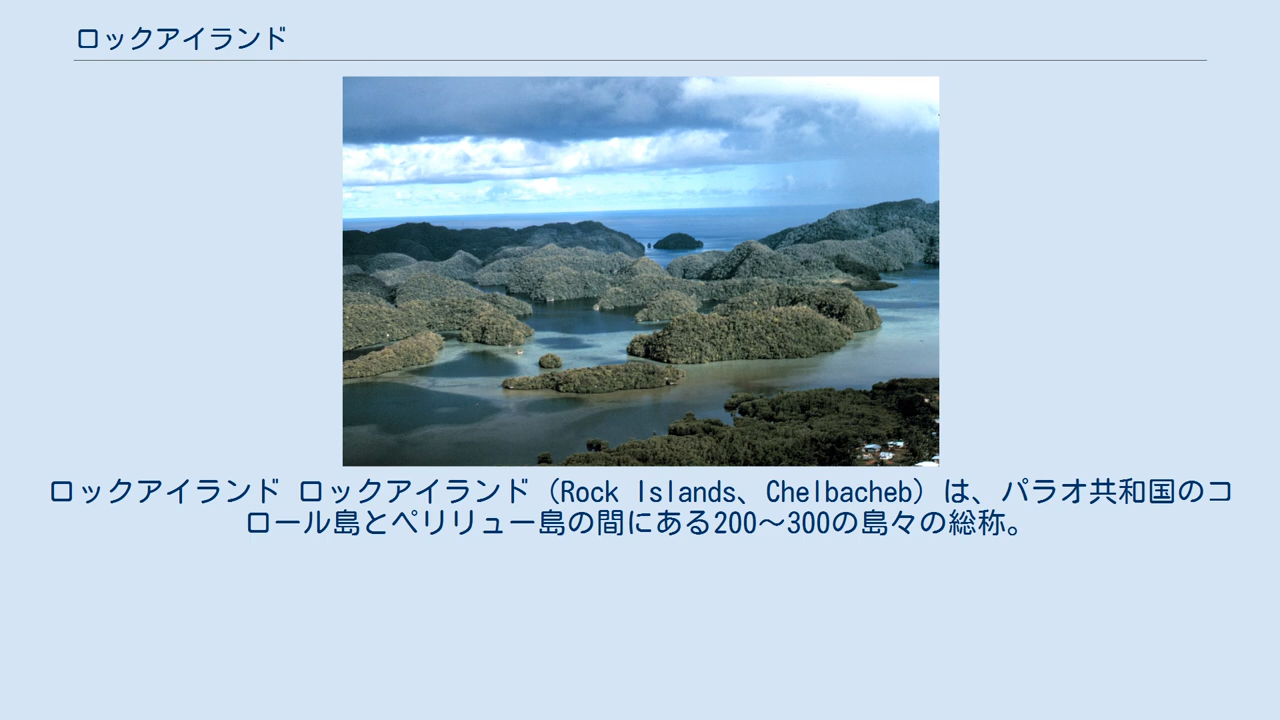 ロックアイランド
ロックアイランド ロックアイランド（Rock Islands、Chelbacheb）は、パラオ共和国のコ
ロール島とペリリュー島の間にある200〜300の島々の総称。